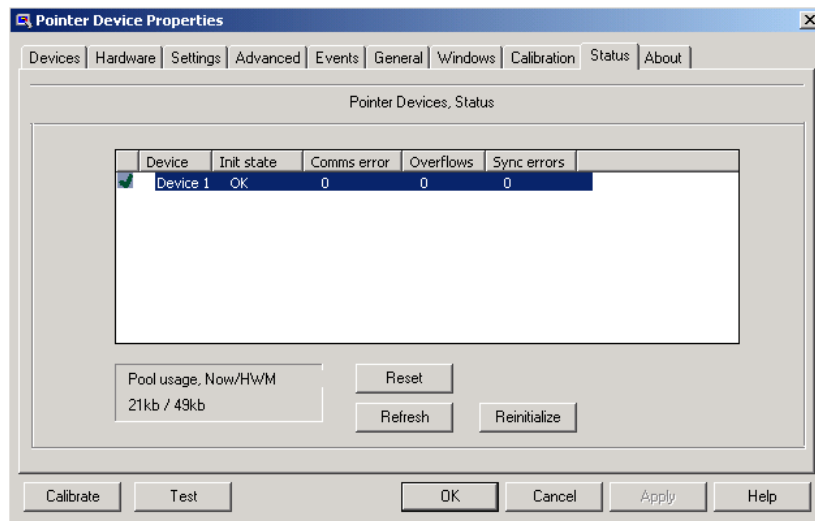 Pointer Device Properties
Devices Hardware Settings Advanced Events General Windows Calibration Status About
Pointer Devices, Status
Device Init state Comms error Overflows Sync errors
Device 1 OK 0 0 0
Pool usage, Now/HWM
21kb / 49kb
Reset
Refresh Reinitialize
Calibrate Test OK Cancel Apply Help